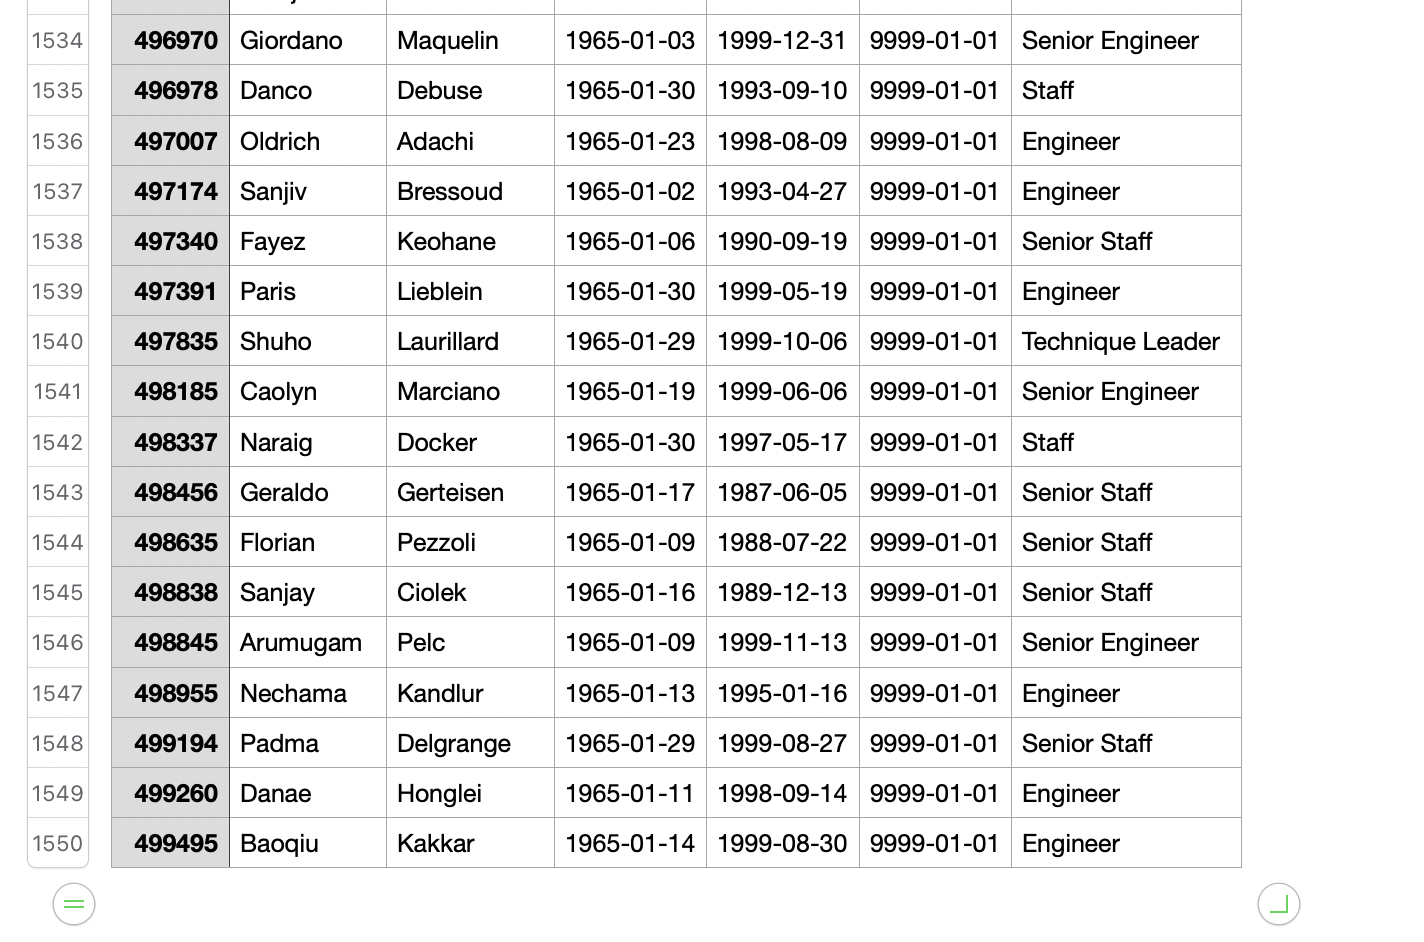 1534 496970 Giordano Maquelin 1965-01-03 1999-12-31 9999-01-01 Senior Engineer
1535 496978 Danco Debuse 1965-01-30 1993-09-10 9999-01-01 Staff
1536 497007 Oldrich Adachi 1965-01-23 1998-08-09 9999-01-01 Engineer
1537 497174 Sanjiv Bressoud 1965-01-02 1993-04-27 9999-01-01 Engineer
1538 497340 Fayez Keohane 1965-01-06 1990-09-19 9999-01-01 Senior Staff
1539 497391 Paris Lieblein 1965-01-30 1999-05-19 9999-01-01 Engineer
1540 497835 Shuho Laurillard 1965-01-29 1999-10-06 9999-01-01 Technique Leader
1541 498185 Caolyn Marciano 1965-01-19 1999-06-06 9999-01-01 Senior Engineer
1542 498337 Naraig Docker 1965-01-30 1997-05-17 9999-01-01 Staff
1543 498456 Geraldo Gerteisen 1965-01-17 1987-06-05 9999-01-01 Senior Staff
1544 498635 Florian Pezzoli 1965-01-09 1988-07-22 9999-01-01 Senior Staff
1545 498838 Sanjay Ciolek 1965-01-16 1989-12-13 9999-01-01 Senior Staff
1546 498845 Arumugam Pelc 1965-01-09 1999-11-13 9999-01-01 Senior Engineer
1547 498955 Nechama Kandlur 1965-01-13 1995-01-16 9999-01-01 Engineer
1548 499194 Padma Delgrange 1965-01-29 1999-08-27 9999-01-01 Senior Staff
1549 499260 Danae Honglei 1965-01-11 1998-09-14 9999-01-01 Engineer
1550 499495 Baoqiu Kakkar 1965-01-14 1999-08-30 9999-01-01 Engineer